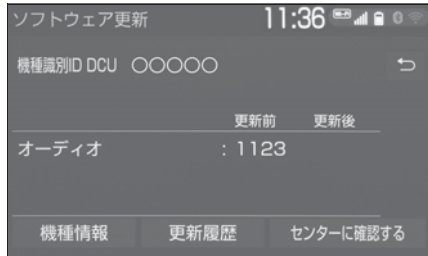 ソフトウェア更新 11:36
機種識別ID DCU ○○○○○
更新前 更新後
オーディオ : 1123
機種情報 更新履歴 センターに確認する